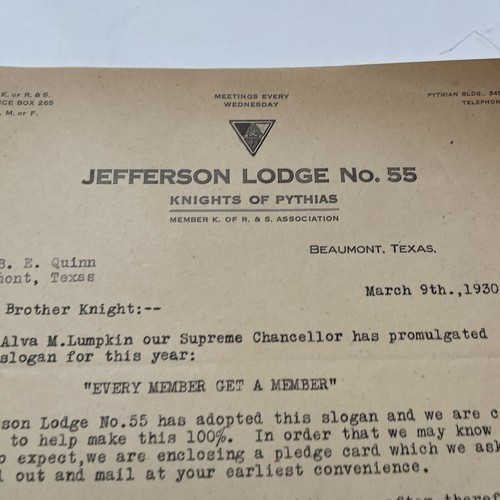 K. OF R. & S.
MEETINGS EVERY
PYTHIAN BLDG., 345
ICE BOX 265
WEDNESDAY
TELEPHON
M. OF F.
JEFFERSON LODGE NO. 55
KNIGHTS OF PYTHIAS
MEMBER K. OF R. & S. ASSOCIATION
BEAUMONT, TEXAS.
B. E. Quinn
mont, Texas
March 9th.,1930
Brother Knight:--
Alva M.Lumpkin our Supreme Chancellor has promulgated
slogan for this year:
"EVERY MEMBER GET A MEMBER"
son Lodge No.55 has adopted this slogan and we are c
to help make this 100%. In order that we may know
o expect,we are enclosing a pledge card which we ask
l out and mail at your earliest convenience.